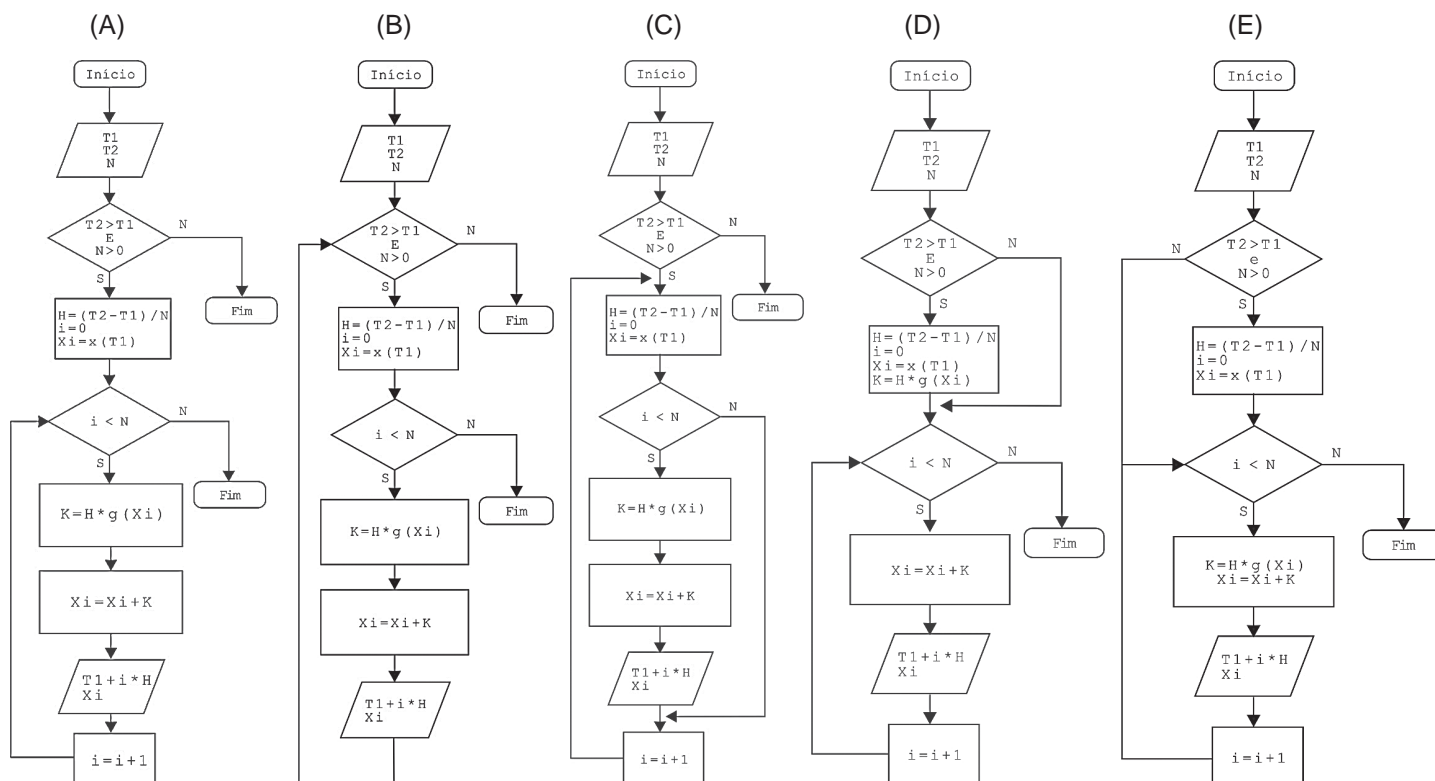 (A)
Início
T1
T2
N
T2>T1
E
N>0
N
S
Fim
H=(T2-T1)/N
i=0
Xi=x(T1)
i < N
N
S
Fim
K=H*g(Xi)
Xi=Xi+K
T1+i*H
Xi
i=i+1
(B)
Início
T1
T2
N
T2>T1
E
N>0
N
S
Fim
H=(T2-T1)/N
i=0
Xi=x(T1)
i < N
N
S
Fim
K=H*g(Xi)
Xi=Xi+K
T1+i*H
Xi
(C)
Início
T1
T2
N
T2>T1
E
N>0
N
S
Fim
H=(T2-T1)/N
i=0
Xi=x(T1)
i < N
N
S
K=H*g(Xi)
Xi=Xi+K
T1+i*H
Xi
i=i+1
(D)
Início
T1
T2
N
T2>T1
E
N>0
N
S
H=(T2-T1)/N
i=0
Xi=x(T1)
K=H*g(Xi)
i < N
N
S
Fim
Xi=Xi+K
T1+i*H
Xi
i=i+1
(E)
Início
T1
T2
N
T2>T1
e
N>0
N
S
H=(T2-T1)/N
i=0
Xi=x(T1)
i < N
N
S
Fim
K=H*g(Xi)
Xi=Xi+K
T1+i*H
Xi
i=i+1